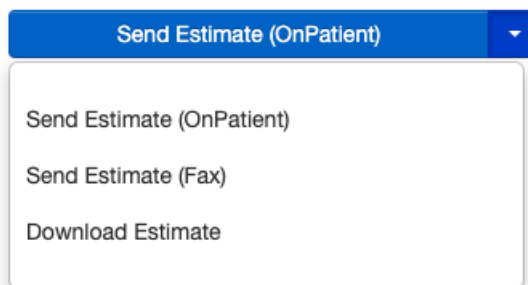 Send Estimate (OnPatient)
Send Estimate (OnPatient)
Send Estimate (Fax)
Download Estimate